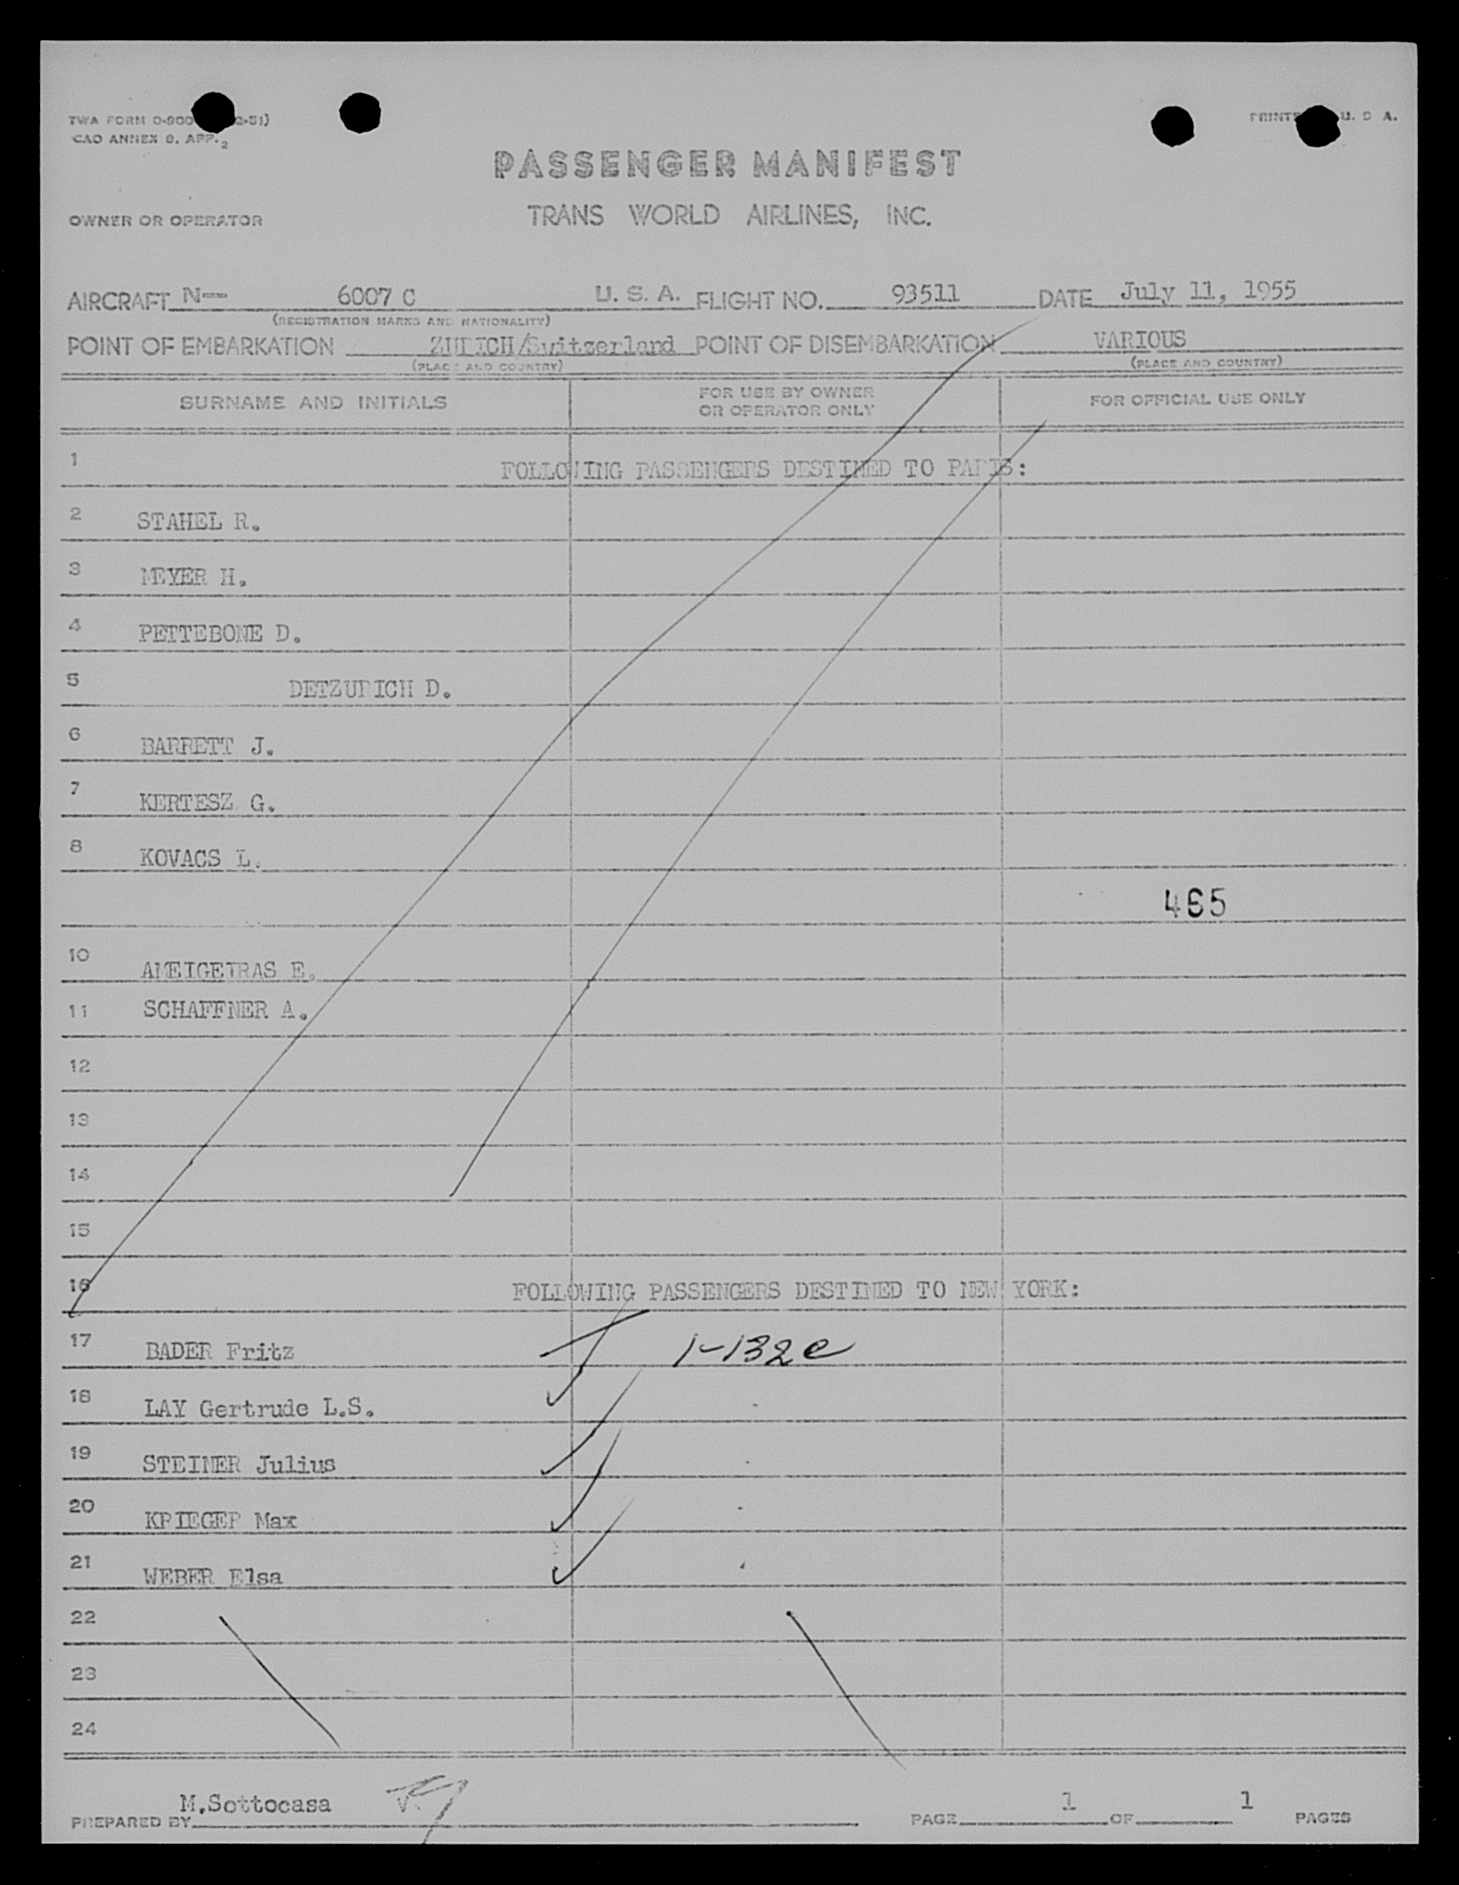 TWA FORM O-900 2-51)
PRINTE U. S A.
CAO ANNEX 9, APP. 2
PASSENGER MANIFEST
OWNER OR OPERATOR
TRANS WORLD AIRLINES, INC.
AIRCRAFT N-- 6007 C U. S. A. FLIGHT NO. 93511 DATE July 11, 1955
(REGISTRATION MARKS AND NATIONALITY)
POINT OF EMBARKATION ZURICH/Switzerland POINT OF DISEMBARKATION VARIOUS
(PLACE AND COUNTRY) (PLACE AND COUNTRY)
SURNAME AND INITIALS FOR USE BY OWNER OR OPERATOR ONLY FOR OFFICIAL USE ONLY
1 FOLLOWING PASSENGERS DESTINED TO PARIS:
2 STAHEL R.
3 MEYER H.
4 PETTEBONE D.
5 DETZURICH D.
6 BARRETT J.
7 KERTESZ G.
8 KOVACS L.
465
10 E.
11 SCHAFFNER A.
12
13
14
15
16 FOLLOWING PASSENGERS DESTINED TO NEW YORK:
17 BADER Fritz 1-132e
18 LAY Gertrude L.S.
19 STEINER Julius
20 KRIEGER Max
21 WEBER Elsa
22
23
24
PREPARED BY M.Sottocasa PAGE 1 OF 1 PAGES